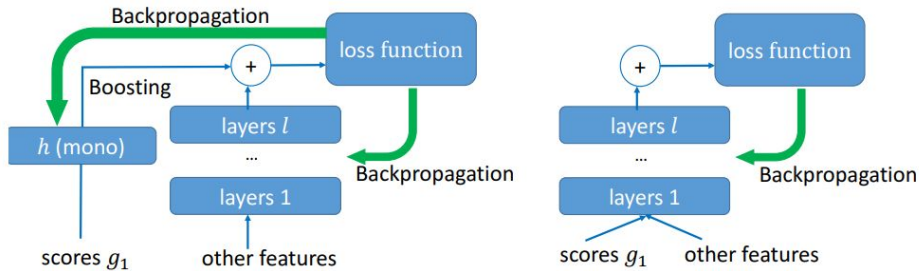 Backpropagation
loss function
+
Boosting
h (mono)
layers l
...
Backpropagation
layers 1
scores g₁
other features
loss function
+
layers l
...
Backpropagation
layers 1
scores g₁
other features